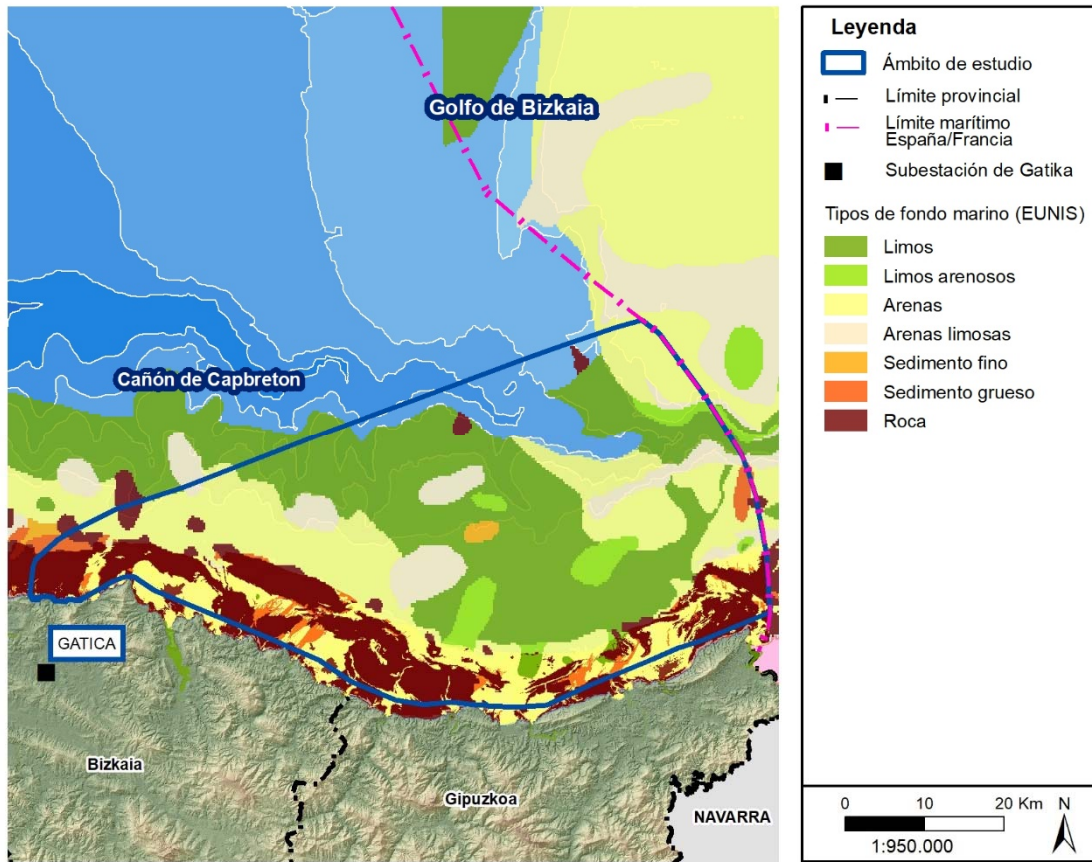 Golfo de Bizkaia
Cañón de Capbreton
GATICA
Bizkaia
Gipuzkoa
NAVARRA
Leyenda
Ámbito de estudio
Límite provincial
Límite marítimo
España/Francia
Subestación de Gatika
Tipos de fondo marino (EUNIS)
Limos
Limos arenosos
Arenas
Arenas limosas
Sedimento fino
Sedimento grueso
Roca
0 10 20 Km N
1:950.000